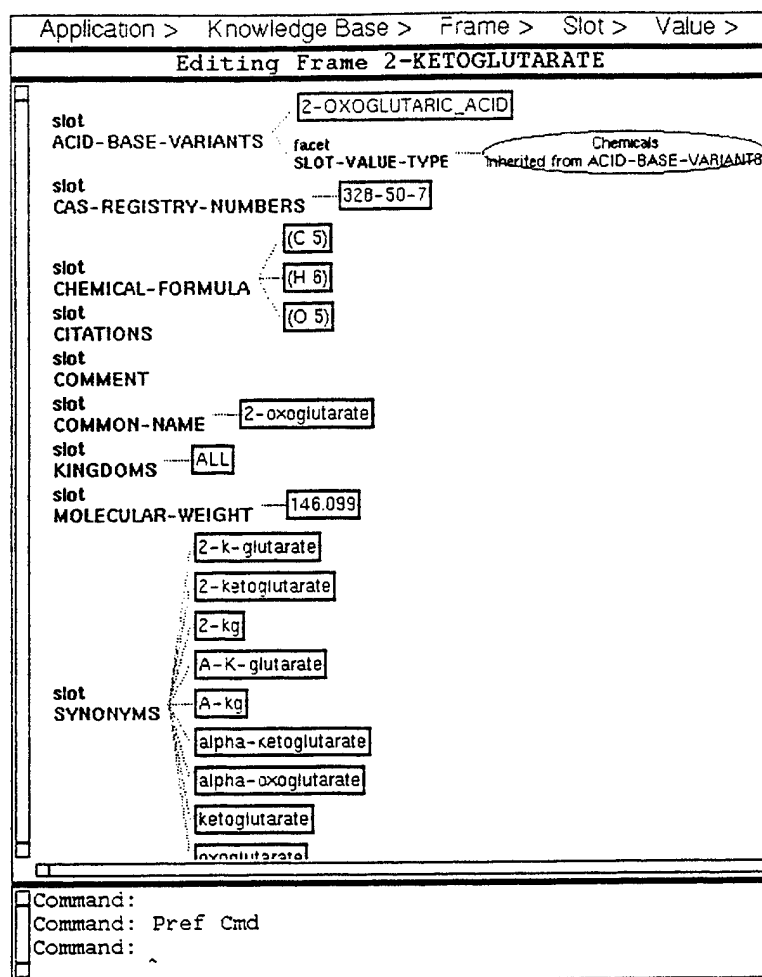 Application > Knowledge Base > Frame > Slot > Value >
Editing Frame 2-KETOGLUTARATE
slot
ACID-BASE-VARIANTS
2-OXOGLUTARIC_ACID
facet
SLOT-VALUE-TYPE
Chemicals
Inherited from ACID-BASE-VARIANTS
slot
CAS-REGISTRY-NUMBERS
328-50-7
slot
CHEMICAL-FORMULA
(C 5)
(H 6)
(O 5)
slot
CITATIONS
slot
COMMENT
slot
COMMON-NAME
2-oxoglutarate
slot
KINGDOMS
ALL
slot
MOLECULAR-WEIGHT
146.099
slot
SYNONYMS
2-k-glutarate
2-ketoglutarate
2-kg
A-K-glutarate
A-kg
alpha-ketoglutarate
alpha-oxoglutarate
ketoglutarate
oxoglutarate
Command:
Command: Pref Cmd
Command:
^